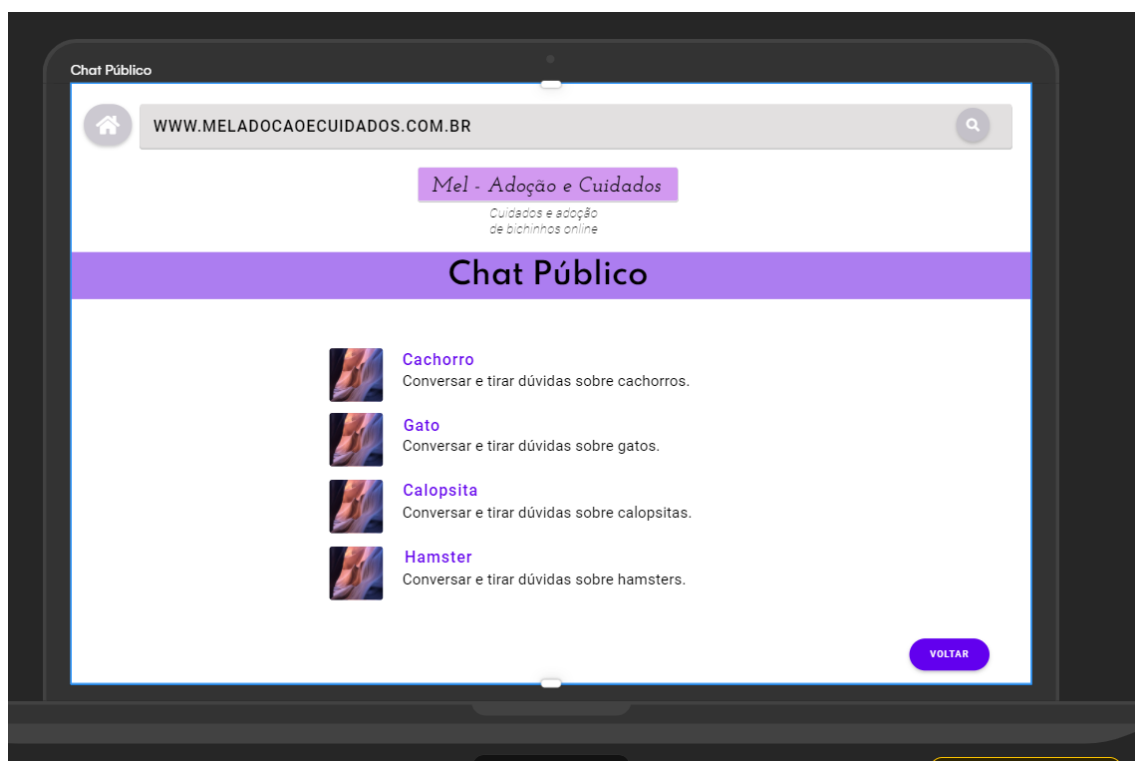 Chat Público
WWW.MELADOCAOECUIDADOS.COM.BR
Mel - Adoção e Cuidados
Cuidados e adoção
de bichinhos online
Chat Público
Cachorro
Conversar e tirar dúvidas sobre cachorros.
Gato
Conversar e tirar dúvidas sobre gatos.
Calopsita
Conversar e tirar dúvidas sobre calopsitas.
Hamster
Conversar e tirar dúvidas sobre hamsters.
VOLTAR